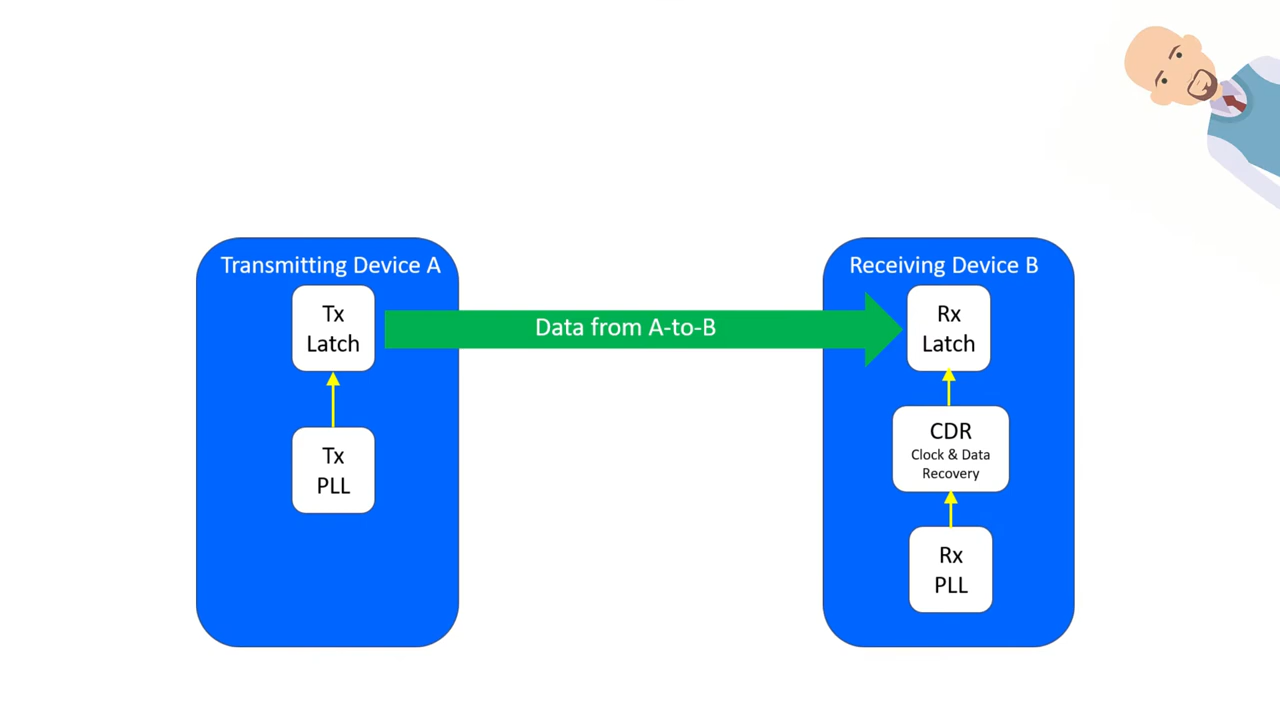 Transmitting Device A
Tx
Latch
Tx
PLL
Data from A-to-B
Receiving Device B
Rx
Latch
CDR
Clock & Data
Recovery
Rx
PLL